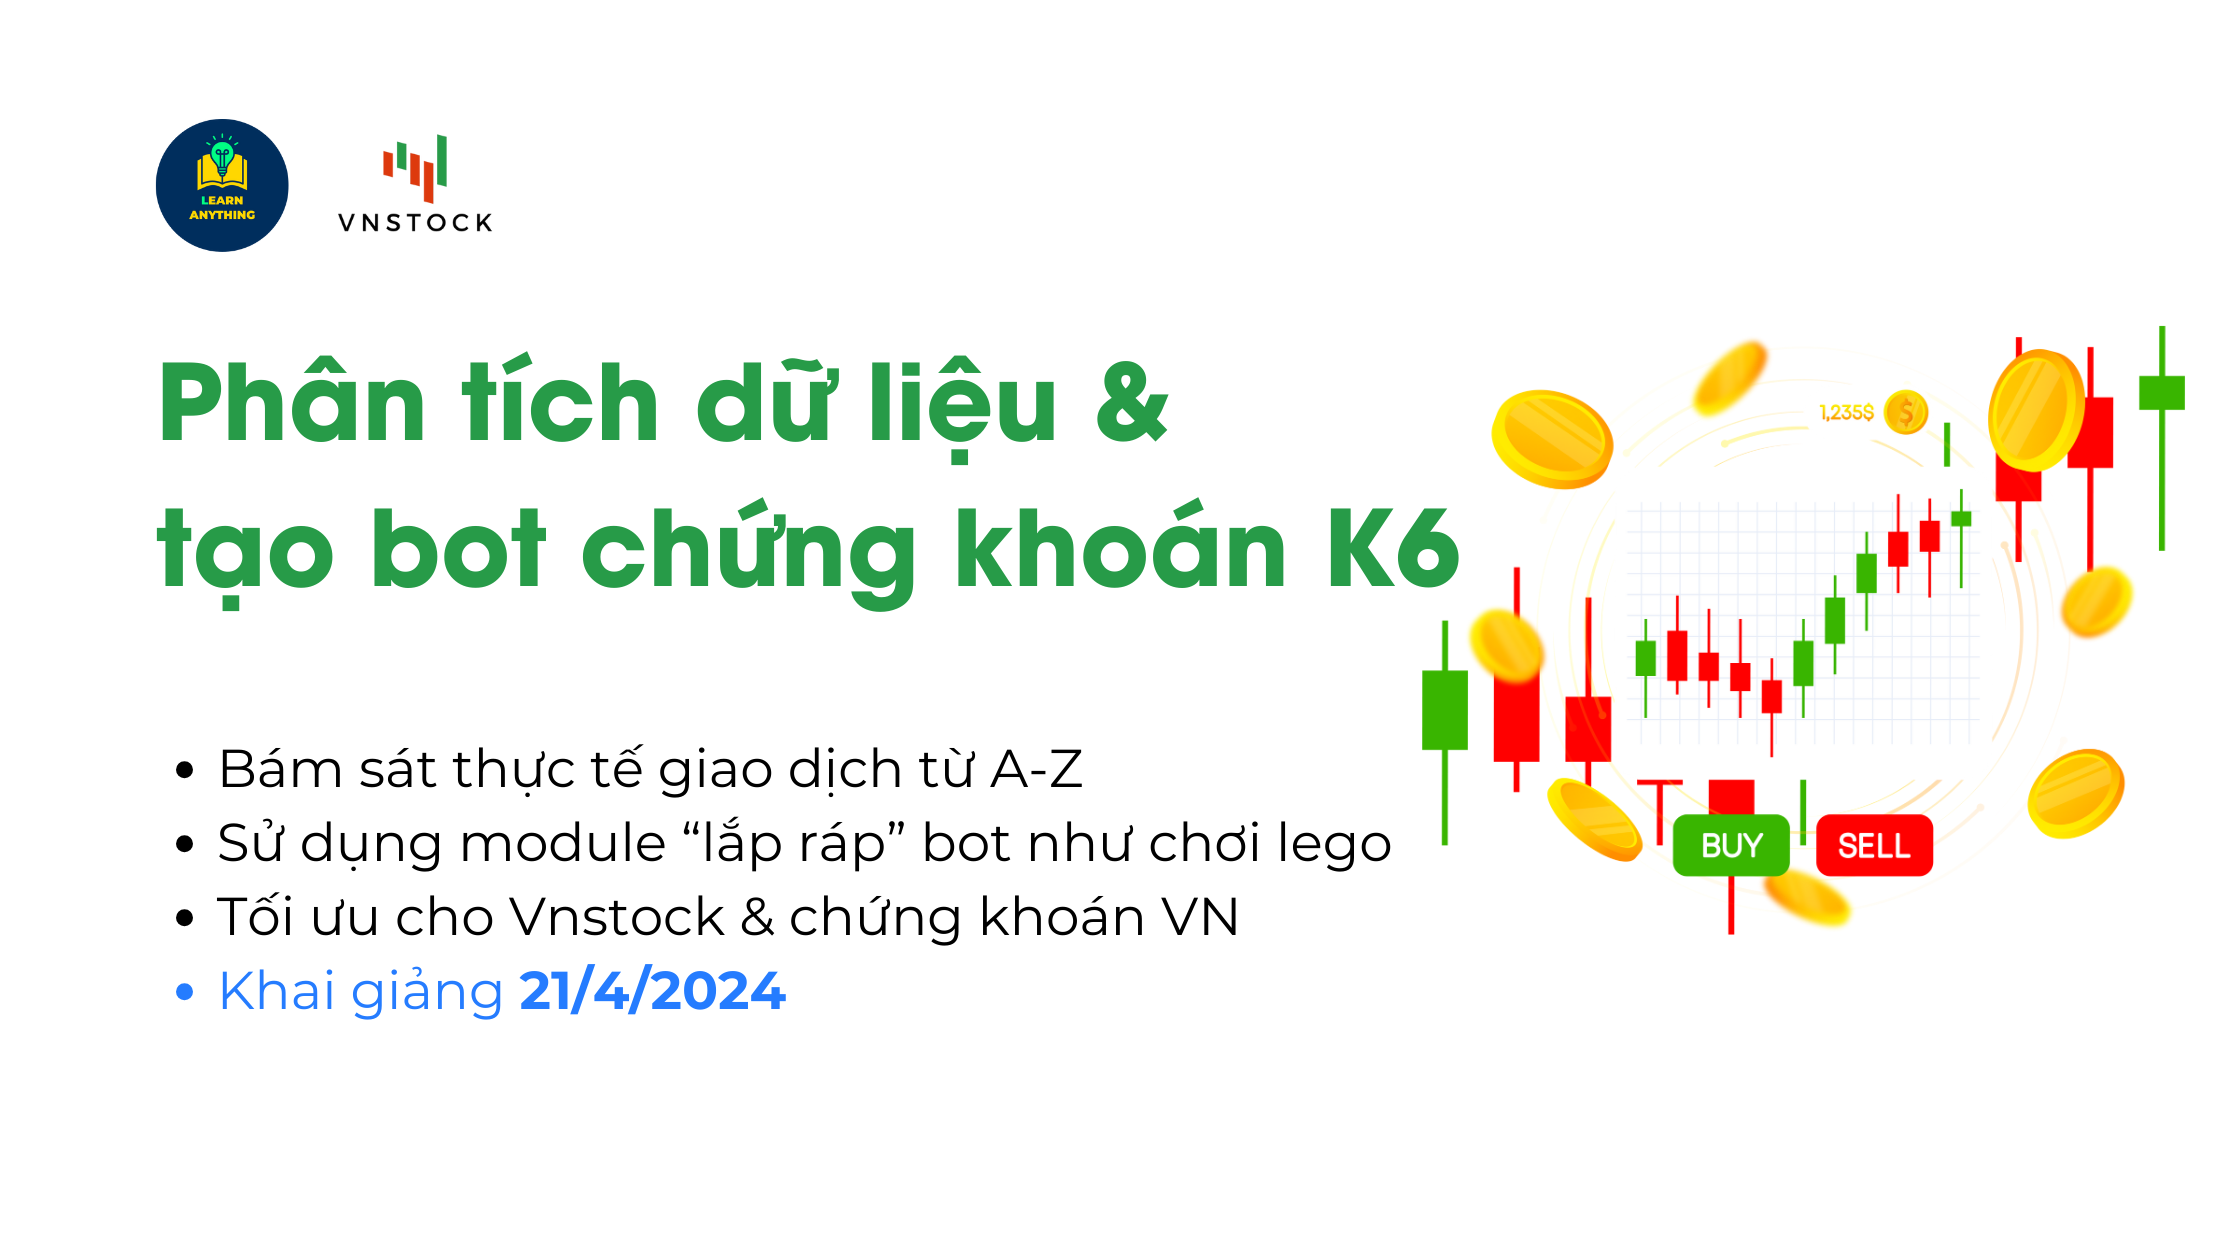 LEARN
ANYTHING
VNSTOCK
Phân tích dữ liệu &
tạo bot chứng khoán K6
1,235$
$
• Bám sát thực tế giao dịch từ A-Z
• Sử dụng module “lắp ráp” bot như chơi lego
• Tối ưu cho Vnstock & chứng khoán VN
• Khai giảng 21/4/2024
BUY
SELL